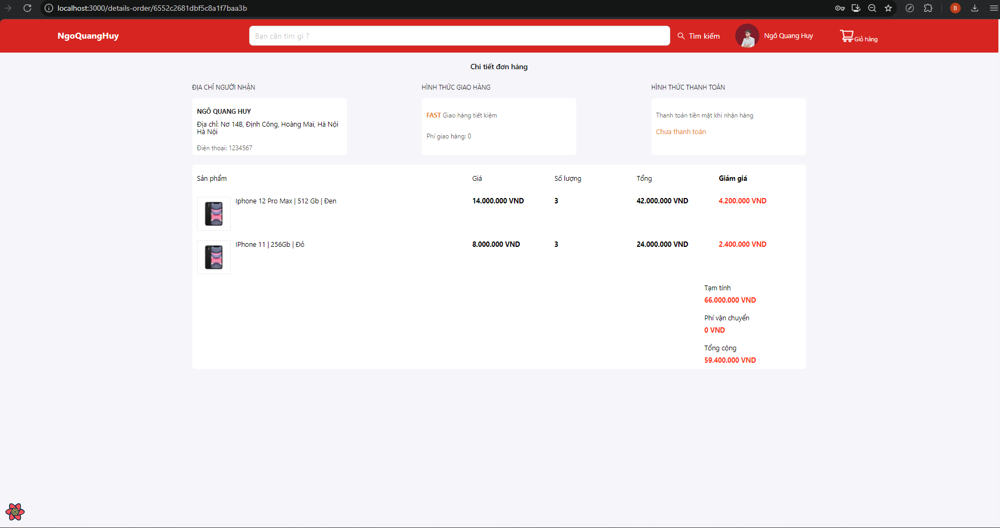 localhost:3000/details-order/6552c2681dbf5c8a1f7baa3b
B
NgoQuangHuy
Bạn cần tìm gì ?
Tìm kiếm
Ngô Quang Huy
Giỏ hàng
Chi tiết đơn hàng
ĐỊA CHỈ NGƯỜI NHẬN
NGÔ QUANG HUY
Địa chỉ: Nơ 14B, Định Công, Hoàng Mai, Hà Nội
Hà Nội
Điện thoại: 1234567
HÌNH THỨC GIAO HÀNG
FAST Giao hàng tiết kiệm
Phí giao hàng: 0
HÌNH THỨC THANH TOÁN
Thanh toán tiền mặt khi nhận hàng
Chưa thanh toán
Sản phẩm Giá Số lượng Tổng Giảm giá
Iphone 12 Pro Max | 512 Gb | Đen 14.000.000 VND 3 42.000.000 VND 4.200.000 VND
IPhone 11 | 256Gb | Đỏ 8.000.000 VND 3 24.000.000 VND 2.400.000 VND
Tạm tính
66.000.000 VND
Phí vận chuyển
0 VND
Tổng cộng
59.400.000 VND